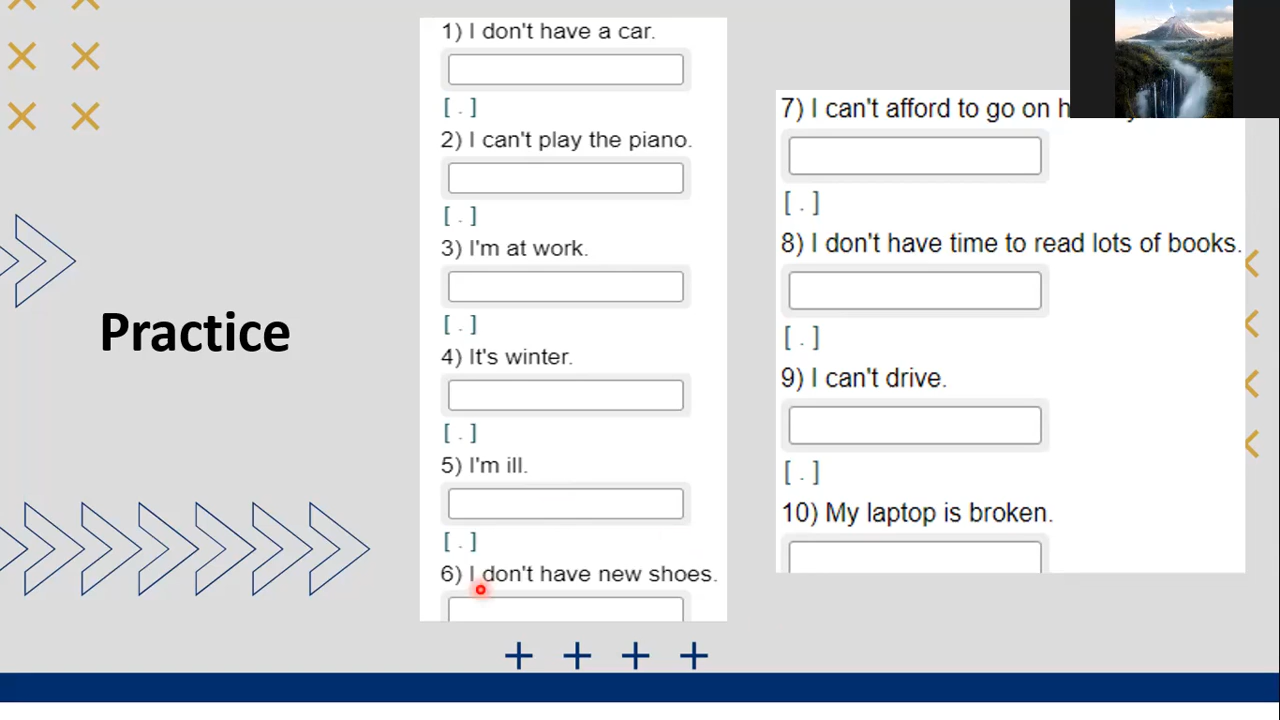 Practice
1) I don't have a car.
[ . ]
2) I can't play the piano.
[ . ]
3) I'm at work.
[ . ]
4) It's winter.
[ . ]
5) I'm ill.
[ . ]
6) I don't have new shoes.
7) I can't afford to go on
[ . ]
8) I don't have time to read lots of books.
[ . ]
9) I can't drive.
[ . ]
10) My laptop is broken.